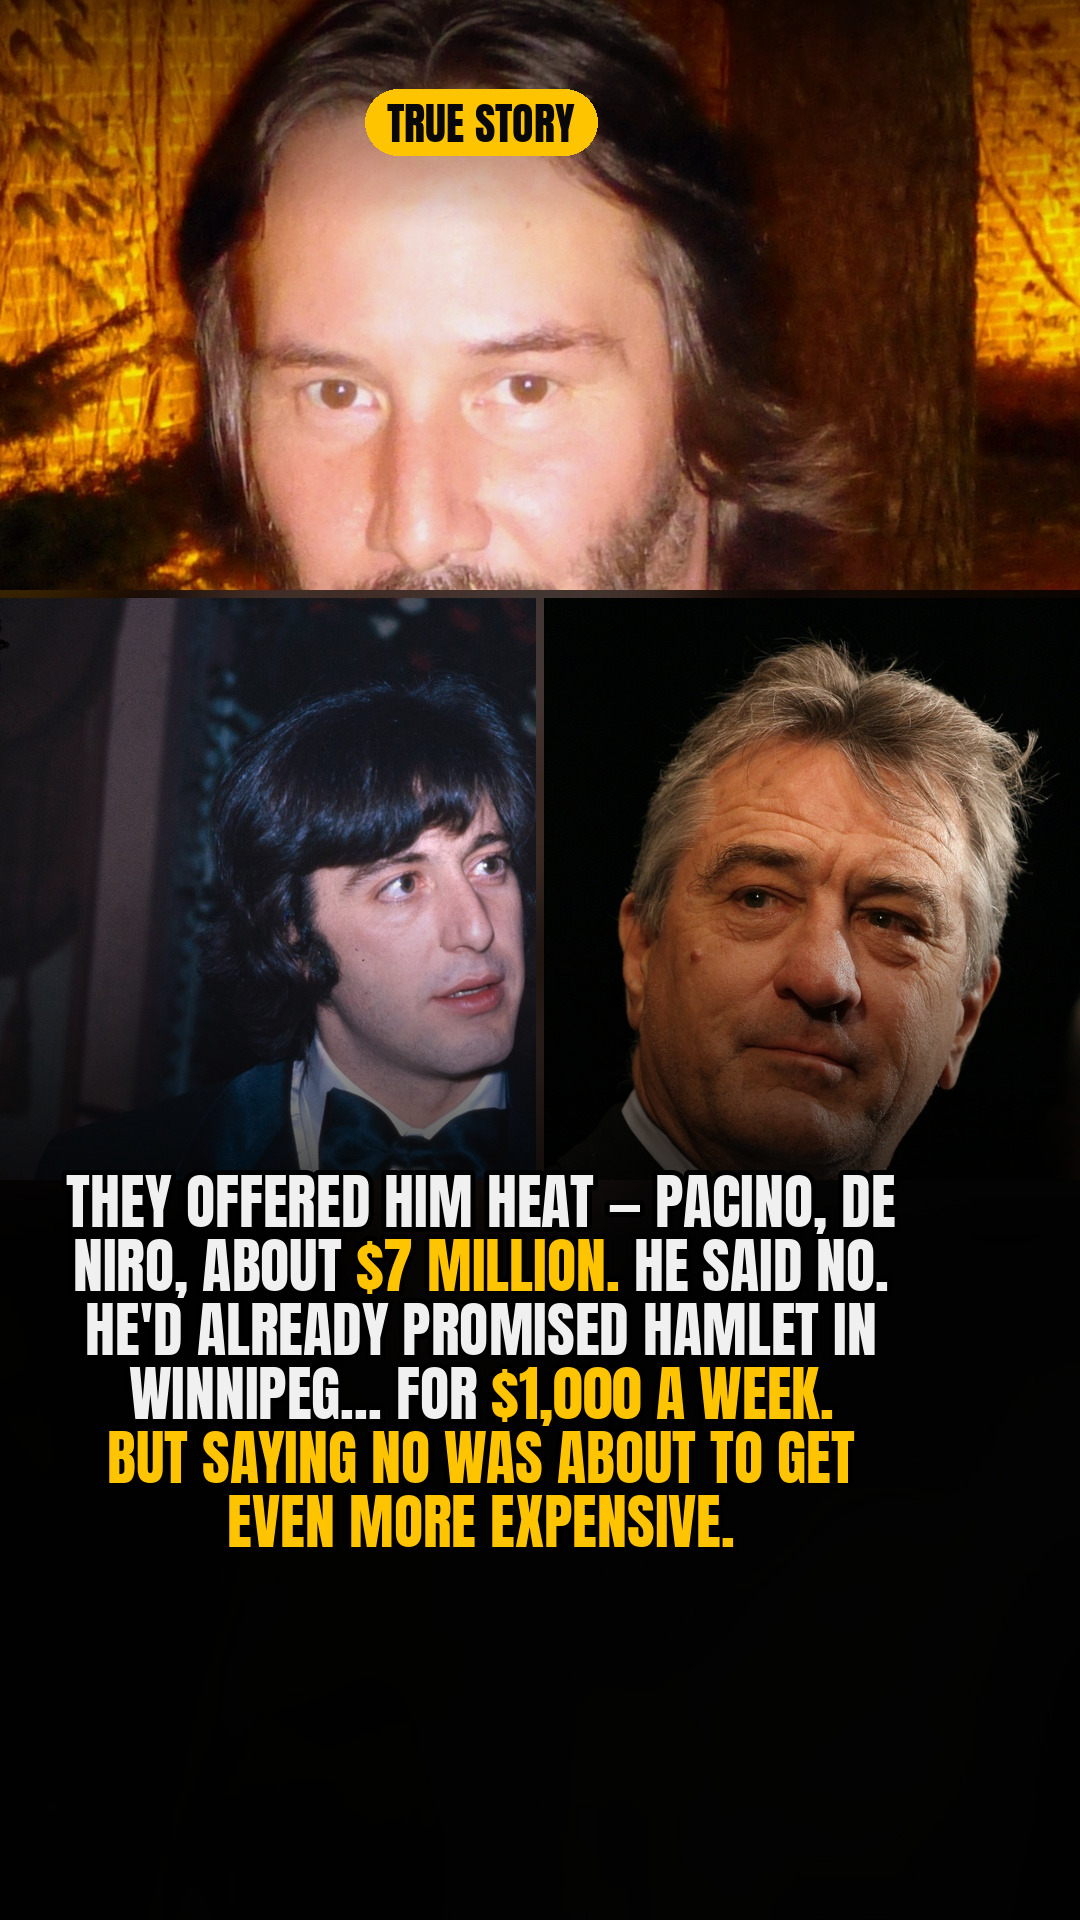 TRUE STORY
THEY OFFERED HIM HEAT – PACINO, DE
NIRO, ABOUT $7 MILLION. HE SAID NO.
HE'D ALREADY PROMISED HAMLET IN
WINNIPEG... FOR $1,000 A WEEK.
BUT SAYING NO WAS ABOUT TO GET
EVEN MORE EXPENSIVE.